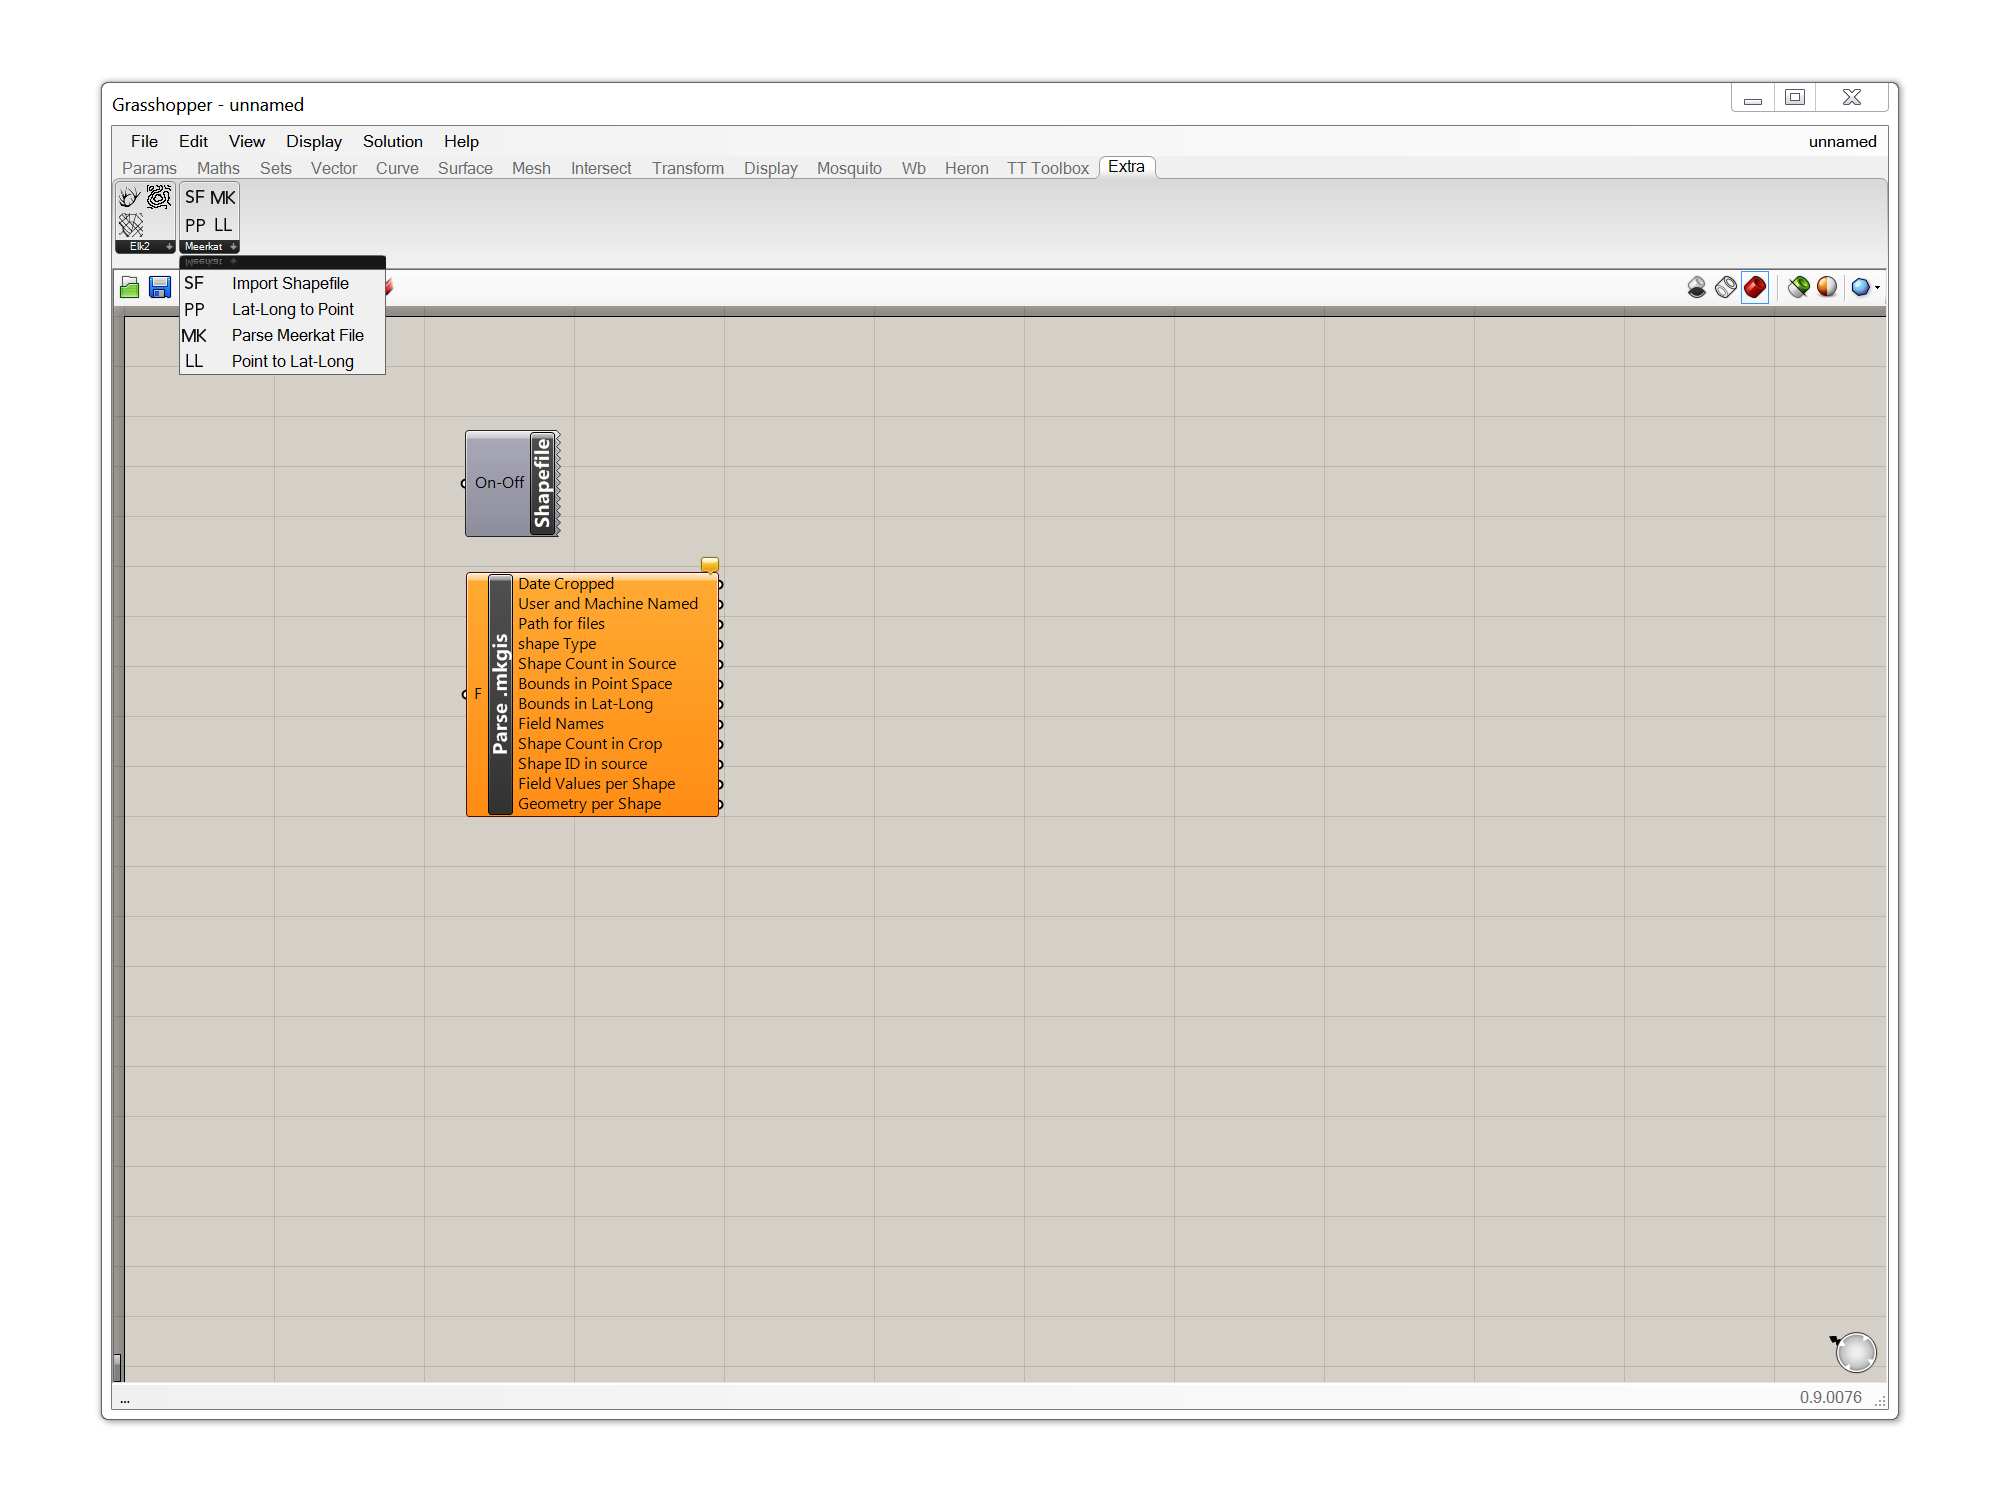 Grasshopper - unnamed
File Edit View Display Solution Help unnamed
Params Maths Sets Vector Curve Surface Mesh Intersect Transform Display Mosquito Wb Heron TT Toolbox Extra
SF MK
PP LL
Elk2 Meerkat
Meerkat
SF Import Shapefile
PP Lat-Long to Point
MK Parse Meerkat File
LL Point to Lat-Long
On-Off Shapefile
F Parse .mkgis
Date Cropped
User and Machine Named
Path for files
shape Type
Shape Count in Source
Bounds in Point Space
Bounds in Lat-Long
Field Names
Shape Count in Crop
Shape ID in source
Field Values per Shape
Geometry per Shape
... 0.9.0076